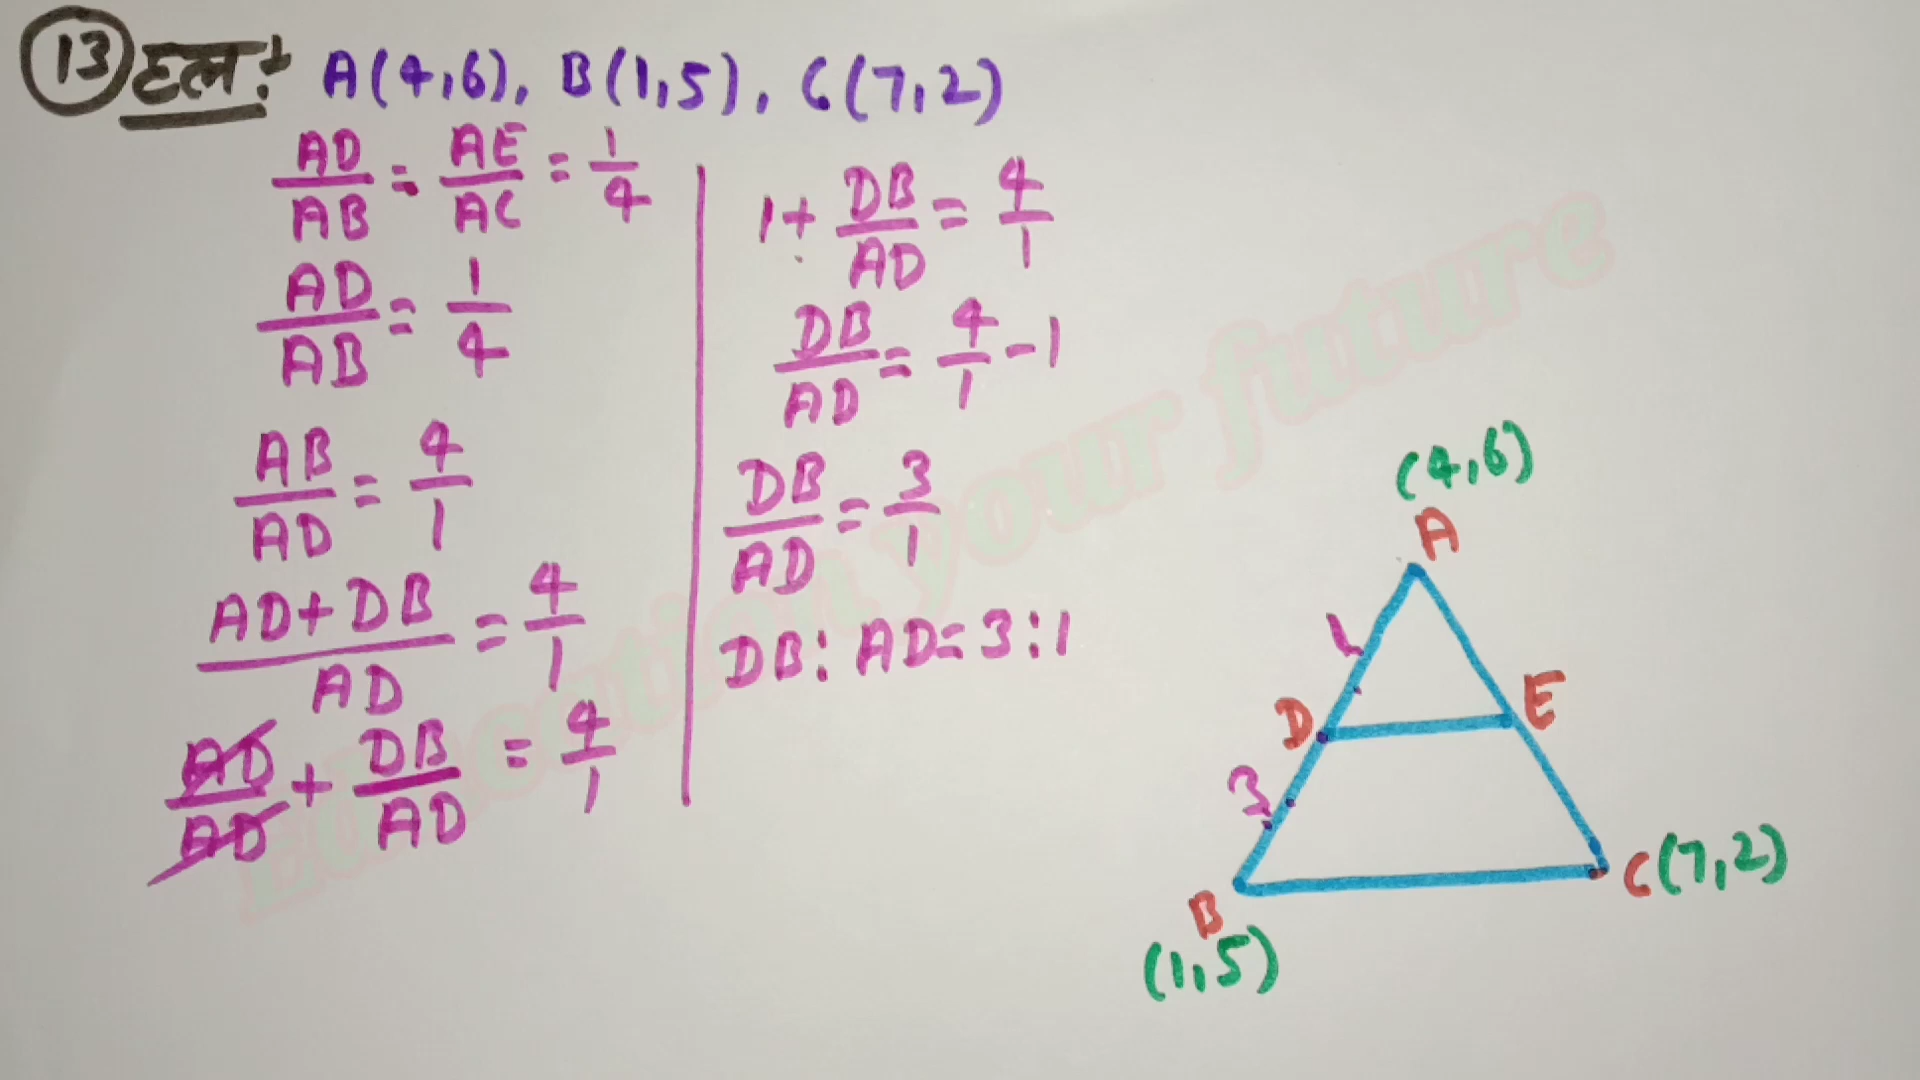 13 हल:
A(4,6), B(1,5), C(7,2)
AD/AB = AE/AC = 1/4
AD/AB = 1/4
AB/AD = 4/1
AD+DB/AD = 4/1
AD/AD + DB/AD = 4/1
1+ DB/AD = 4/1
DB/AD = 4/1 - 1
DB/AD = 3/1
DB: AD= 3:1
(4,6)
A
1
D
E
3
B
(1,5)
C(7,2)
Education your future